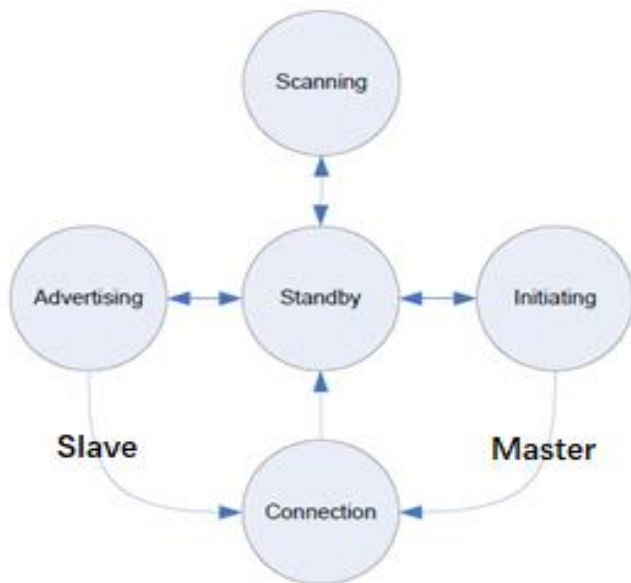 Scanning
Advertising
Standby
Initiating
Slave
Master
Connection